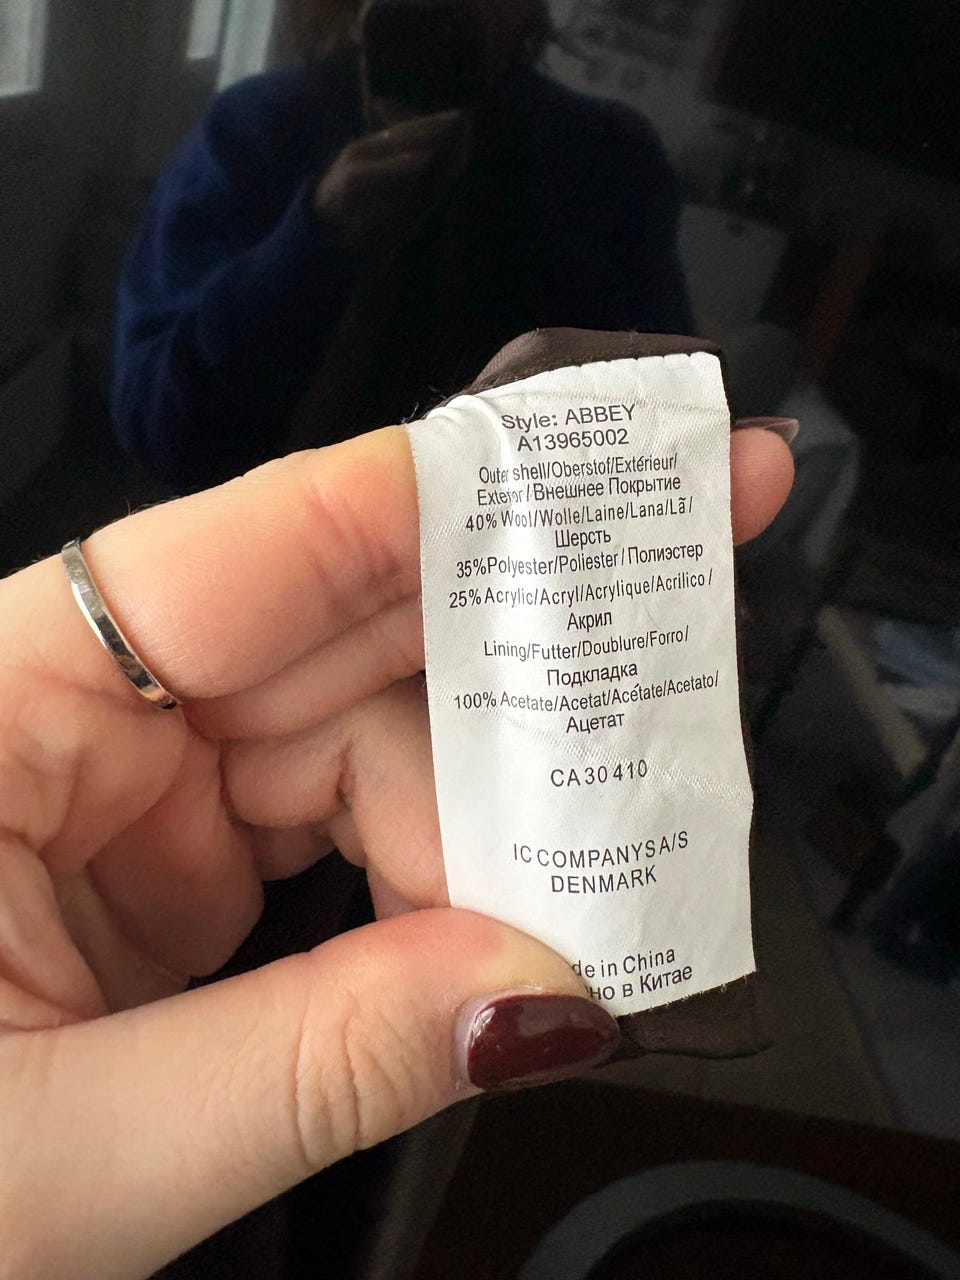 Style: ABBEY
A13965002
Outer shell/Oberstof/Extérieur/
Exterior/Внешнее Покрытие
40% Wool/Wolle/Laine/Lana/Lã/
Шерсть
35%Polyester/Poliester/Полиэстер
25% Acrylic/Acryl/Acrylique/Acrilico/
Акрил
Lining/Futter/Doublure/Forro/
Подкладка
100% Acetate/Acetat/Acétate/Acetato/
Ацетат
CA30410
IC COMPANYS A/S
DENMARK
de in China
но в Китае